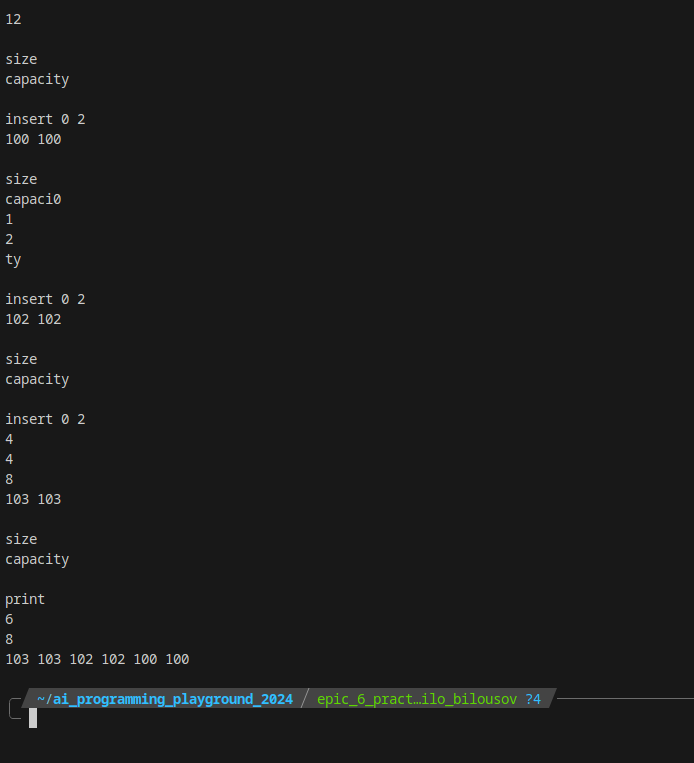 12
size
capacity
insert 0 2
100 100
size
capaci0
1
2
ty
insert 0 2
102 102
size
capacity
insert 0 2
4
4
8
103 103
size
capacity
print
6
8
103 103 102 102 100 100
~/ai_programming_playground_2024 epic_6_pract…ilo_bilousov ?4